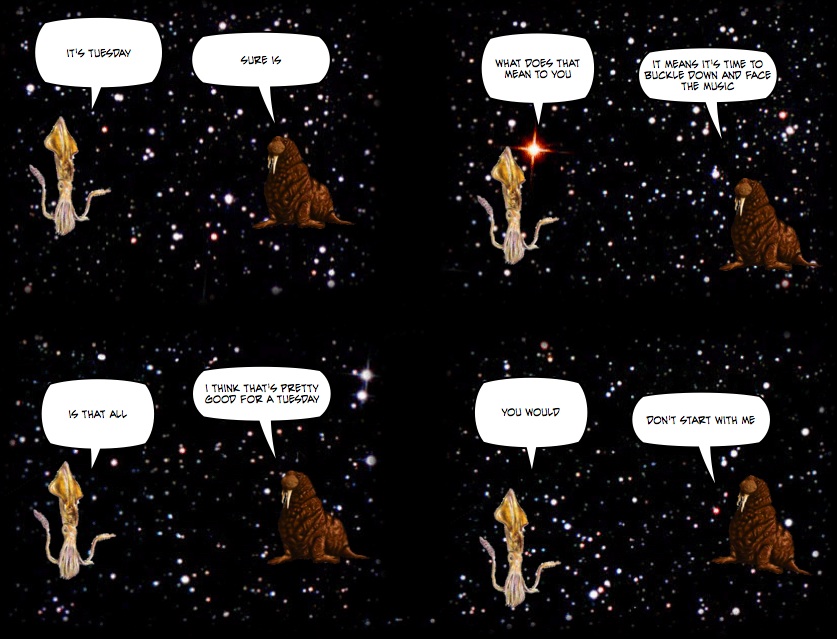 IT'S TUESDAY
SURE IS
WHAT DOES THAT
MEAN TO YOU
IT MEANS IT'S TIME TO
BUCKLE DOWN AND FACE
THE MUSIC
IS THAT ALL
I THINK THAT'S PRETTY
GOOD FOR A TUESDAY
YOU WOULD
DON'T START WITH ME